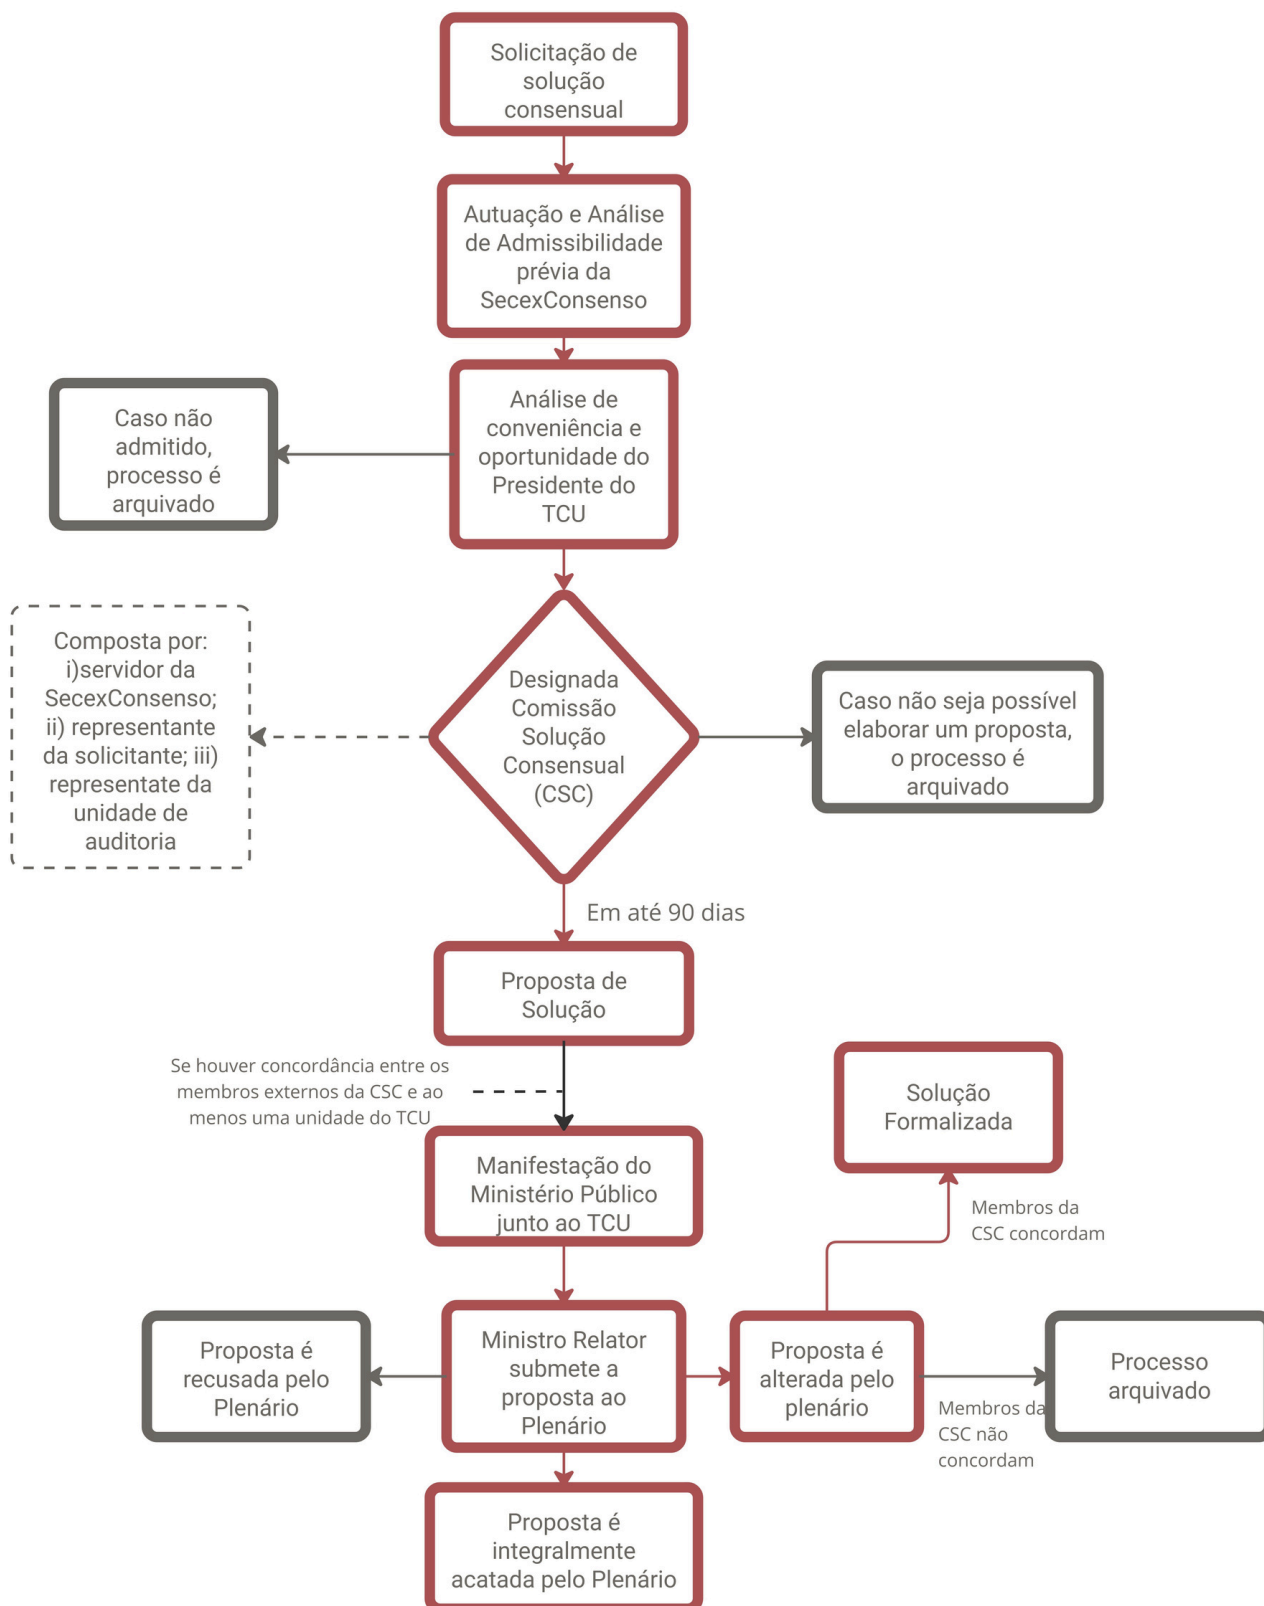 Solicitação de
solução
consensual
Autuação e Análise
de Admissibilidade
prévia da
SecexConsenso
Análise de
conveniência e
oportunidade do
Presidente do
TCU
Caso não
admitido,
processo é
arquivado
Composta por:
i)servidor da
SecexConsenso;
ii) representante
da solicitante; iii)
representate da
unidade de
auditoria
Designada
Comissão
Solução
Consensual
(CSC)
Caso não seja possível
elaborar um proposta,
o processo é
arquivado
Em até 90 dias
Proposta de
Solução
Se houver concordância entre os
membros externos da CSC e ao
menos uma unidade do TCU
Manifestação do
Ministério Público
junto ao TCU
Solução
Formalizada
Membros da
CSC concordam
Proposta é
recusada pelo
Plenário
Ministro Relator
submete a
proposta ao
Plenário
Proposta é
alterada pelo
plenário
Membros da
CSC não
concordam
Processo
arquivado
Proposta é
integralmente
acatada pelo Plenário